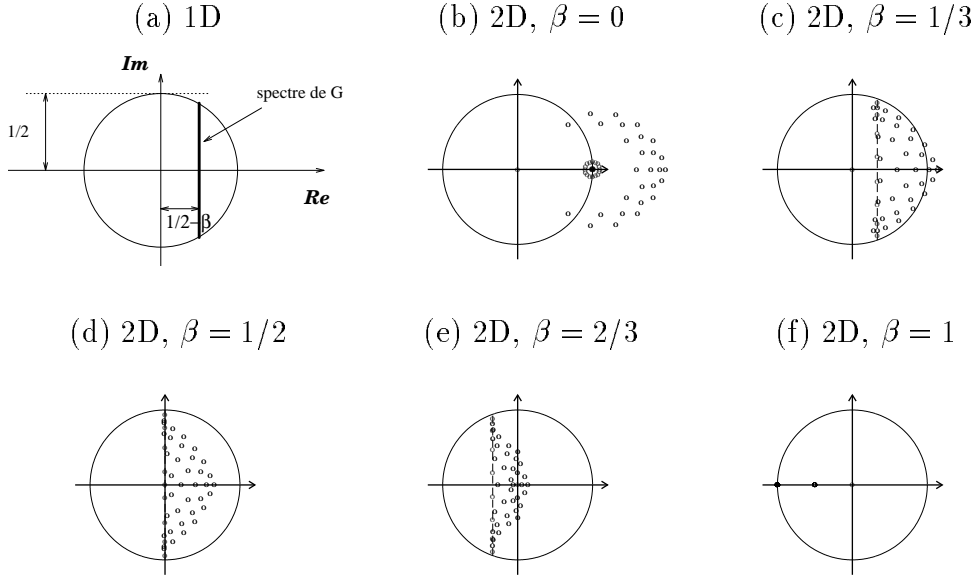 (a) 1D
(b) 2D, β = 0
(c) 2D, β = 1/3
Im
spectre de G
1/2
Re
1/2−β
(d) 2D, β = 1/2
(e) 2D, β = 2/3
(f) 2D, β = 1